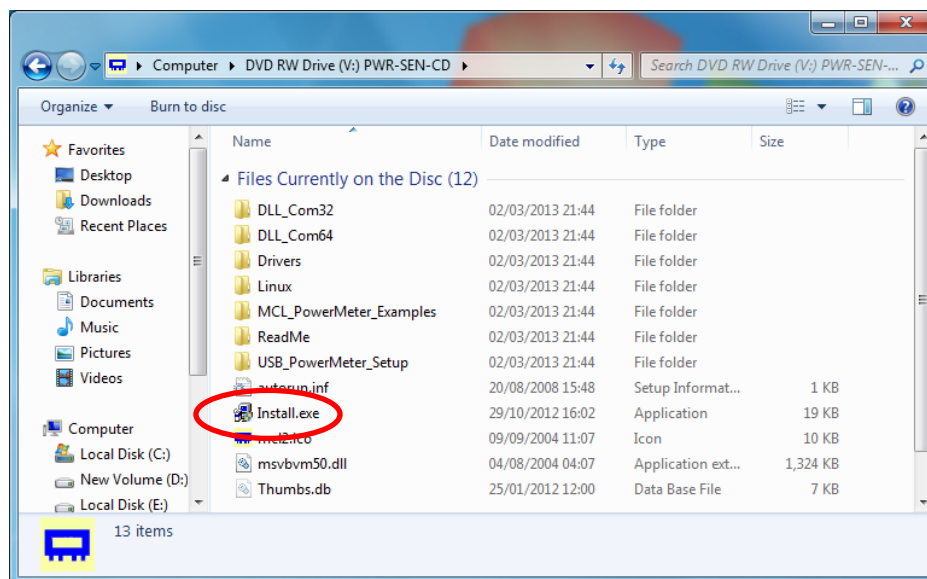 Computer ▸ DVD RW Drive (V:) PWR-SEN-CD ▸ Search DVD RW Drive (V:) PWR-SEN-...
Organize Burn to disc
Favorites
Desktop
Downloads
Recent Places
Libraries
Documents
Music
Pictures
Videos
Computer
Local Disk (C:)
New Volume (D:)
Local Disk (E:)
Name Date modified Type Size
Files Currently on the Disc (12)
DLL_Com32 02/03/2013 21:44 File folder
DLL_Com64 02/03/2013 21:44 File folder
Drivers 02/03/2013 21:44 File folder
Linux 02/03/2013 21:44 File folder
MCL_PowerMeter_Examples 02/03/2013 21:44 File folder
ReadMe 02/03/2013 21:44 File folder
USB_PowerMeter_Setup 02/03/2013 21:44 File folder
autorun.inf 20/08/2008 15:48 Setup Informat... 1 KB
Install.exe 29/10/2012 16:02 Application 19 KB
mcl2.ico 09/09/2004 11:07 Icon 10 KB
msvbvm50.dll 04/08/2004 04:07 Application ext... 1,324 KB
Thumbs.db 25/01/2012 12:00 Data Base File 7 KB
13 items